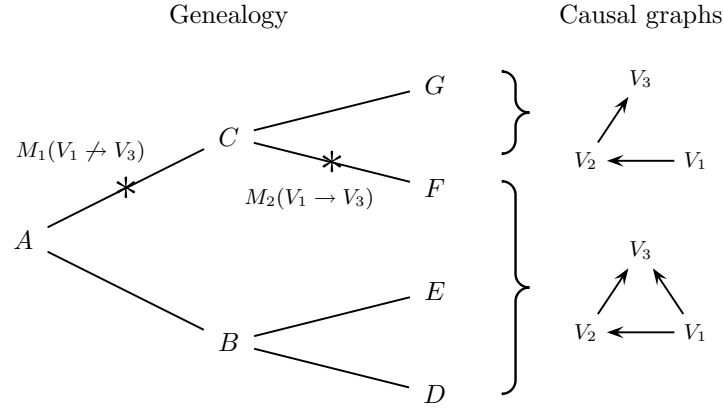 Genealogy
Causal graphs
G
V₃
M₁(V₁ ↛ V₃)
C
V₂
V₁
M₂(V₁ → V₃)
F
A
V₃
E
V₂
V₁
B
D